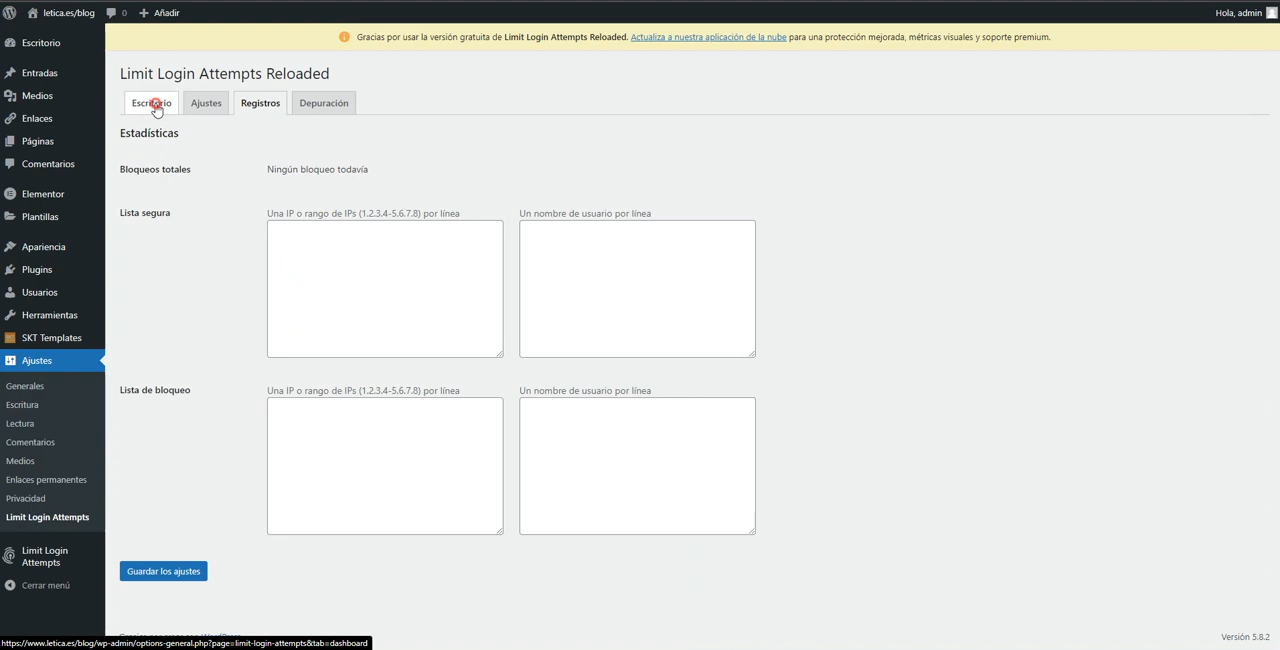 letica.es/blog 0 Añadir Hola, admin
Escritorio
Entradas
Medios
Enlaces
Páginas
Comentarios
Elementor
Plantillas
Apariencia
Plugins
Usuarios
Herramientas
SKT Templates
Ajustes
Generales
Escritura
Lectura
Comentarios
Medios
Enlaces permanentes
Privacidad
Limit Login Attempts
Limit Login
Attempts
Cerrar menú
Gracias por usar la versión gratuita de Limit Login Attempts Reloaded. Actualiza a nuestra aplicación de la nube para una protección mejorada, métricas visuales y soporte premium.
Limit Login Attempts Reloaded
Escritorio Ajustes Registros Depuración
Estadísticas
Bloqueos totales Ningún bloqueo todavía
Lista segura Una IP o rango de IPs (1.2.3.4-5.6.7.8) por línea Un nombre de usuario por línea
Lista de bloqueo Una IP o rango de IPs (1.2.3.4-5.6.7.8) por línea Un nombre de usuario por línea
Guardar los ajustes
Versión 5.8.2
https://www.letica.es/blog/wp-admin/options-general.php?page=limit-login-attempts&tab=dashboard